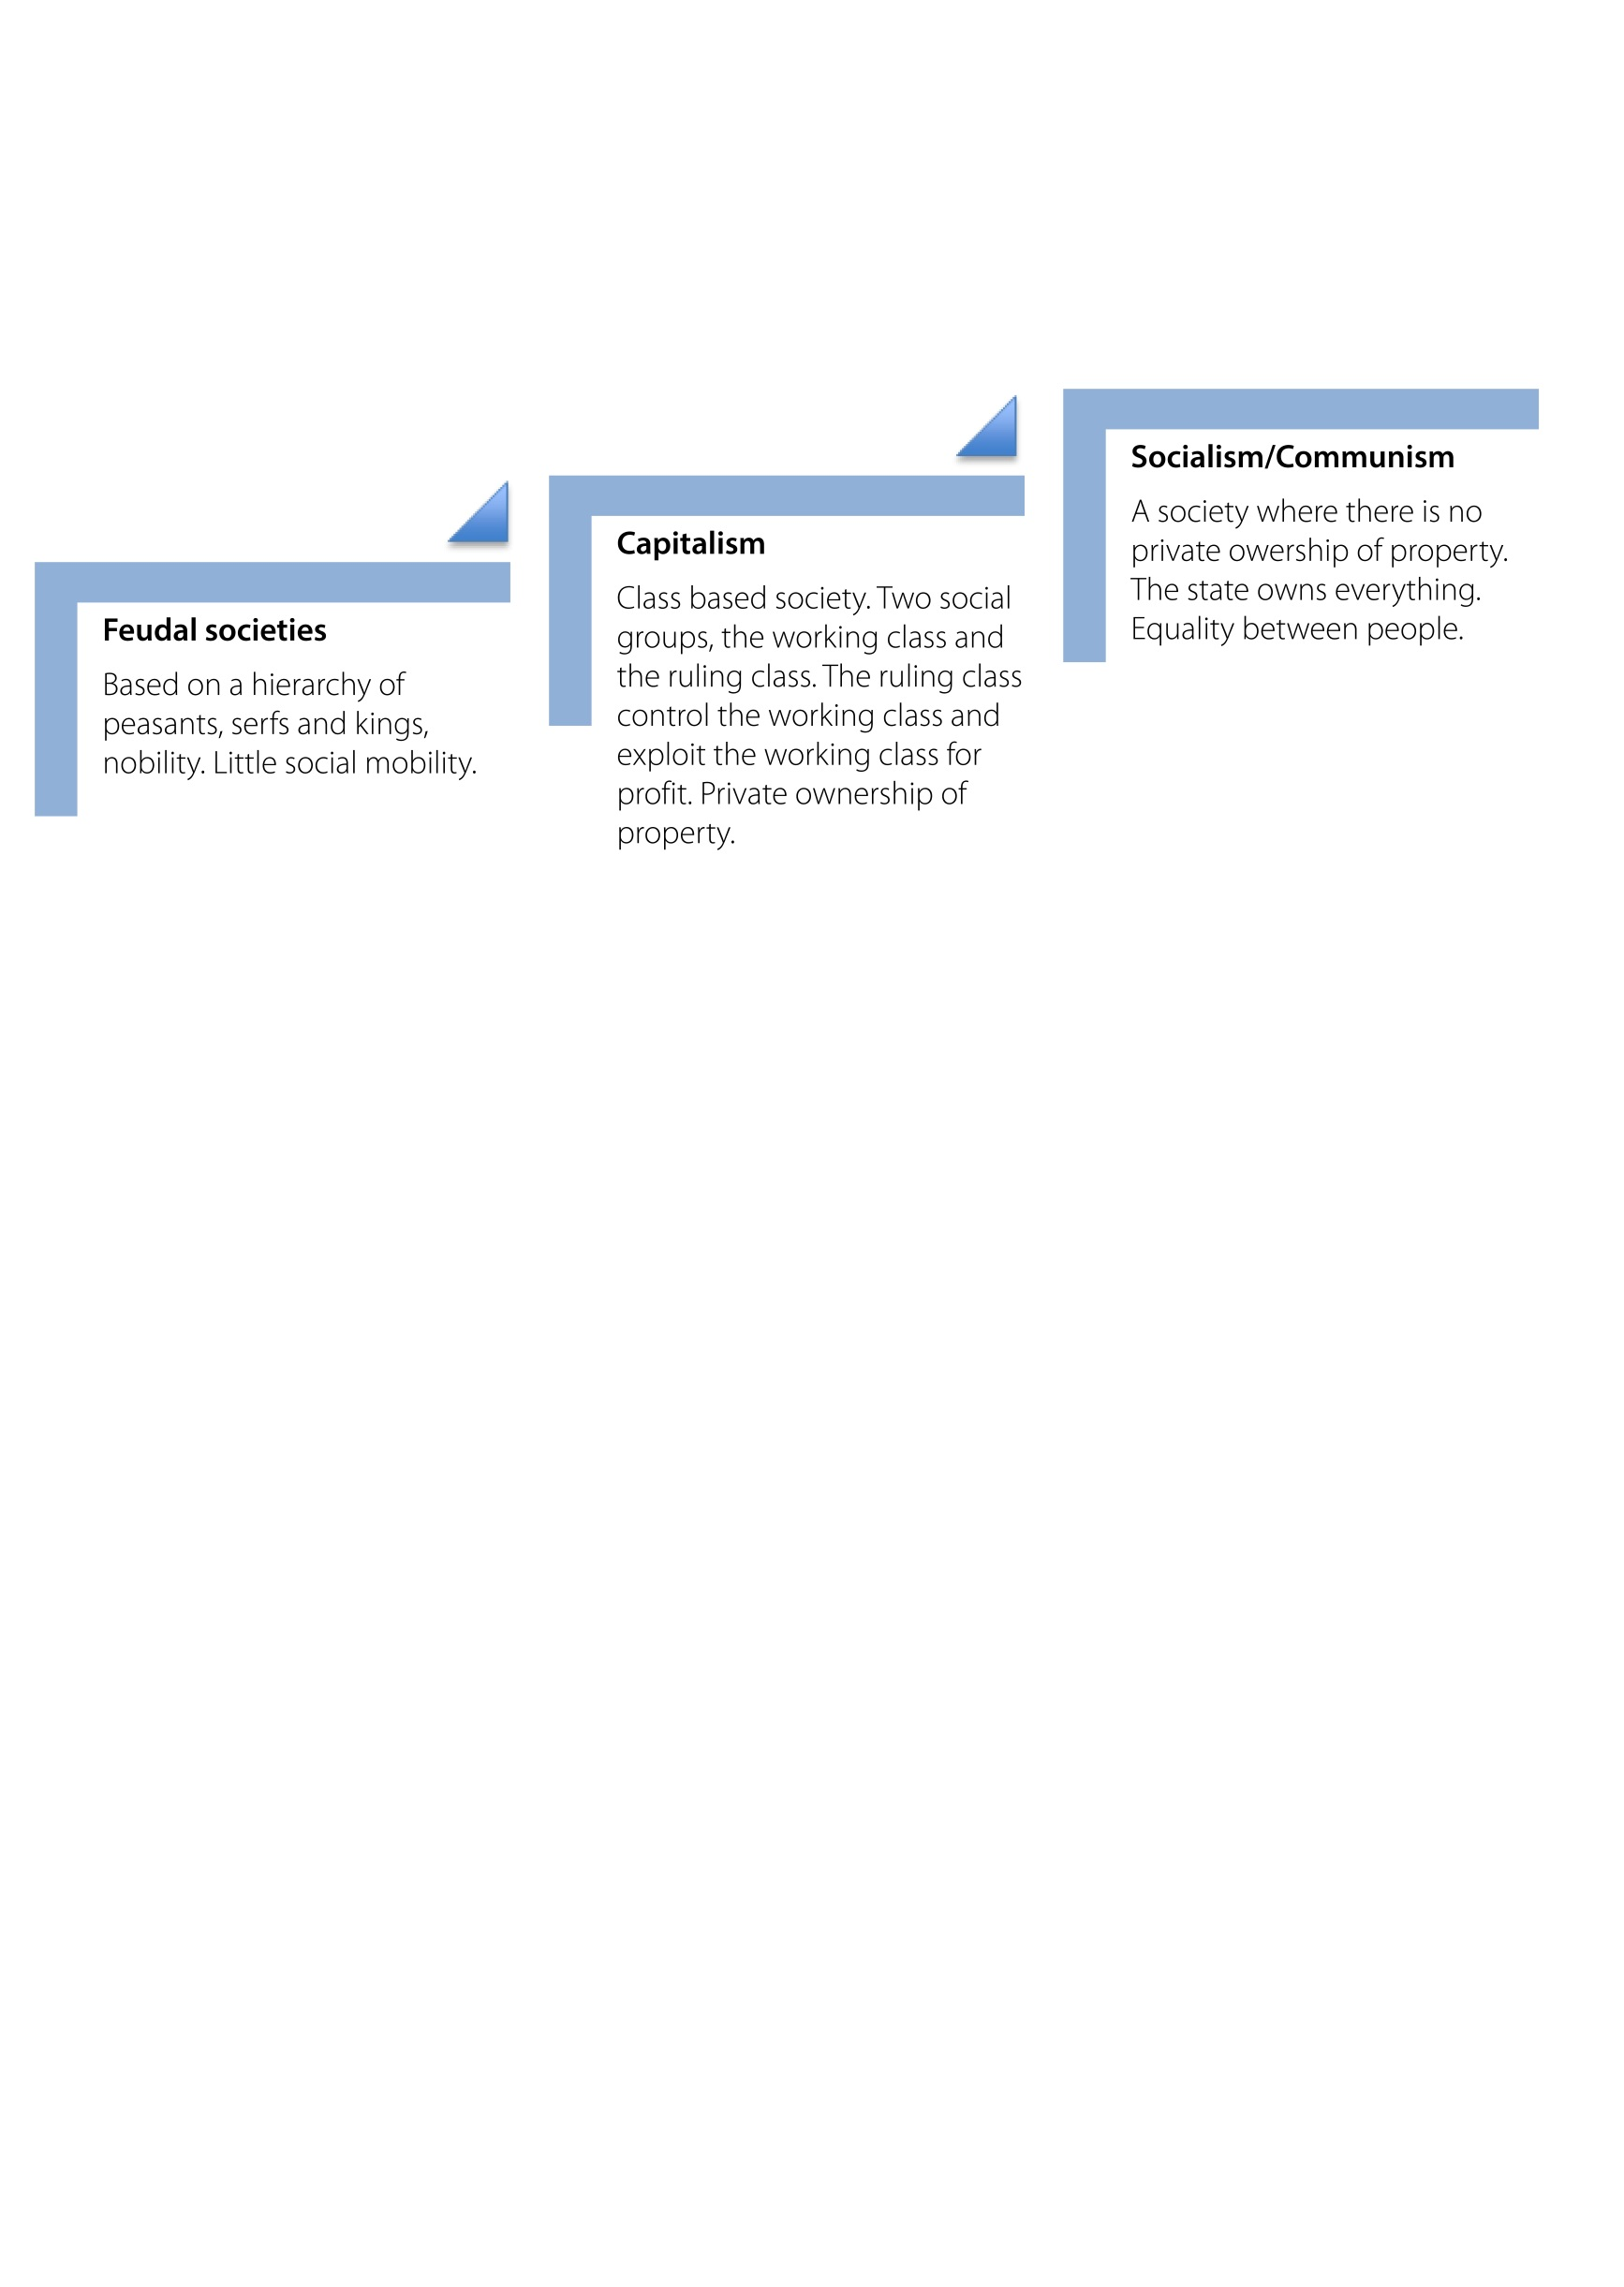 Feudal societies
Based on a hierarchy of
peasants, serfs and kings,
nobility. Little social mobility.
Capitalism
Class based society. Two social
groups, the working class and
the ruling class. The ruling class
control the working class and
exploit the working class for
profit. Private ownership of
property.
Socialism/Communism
A society where there is no
private owership of property.
The state owns everything.
Equality between people.